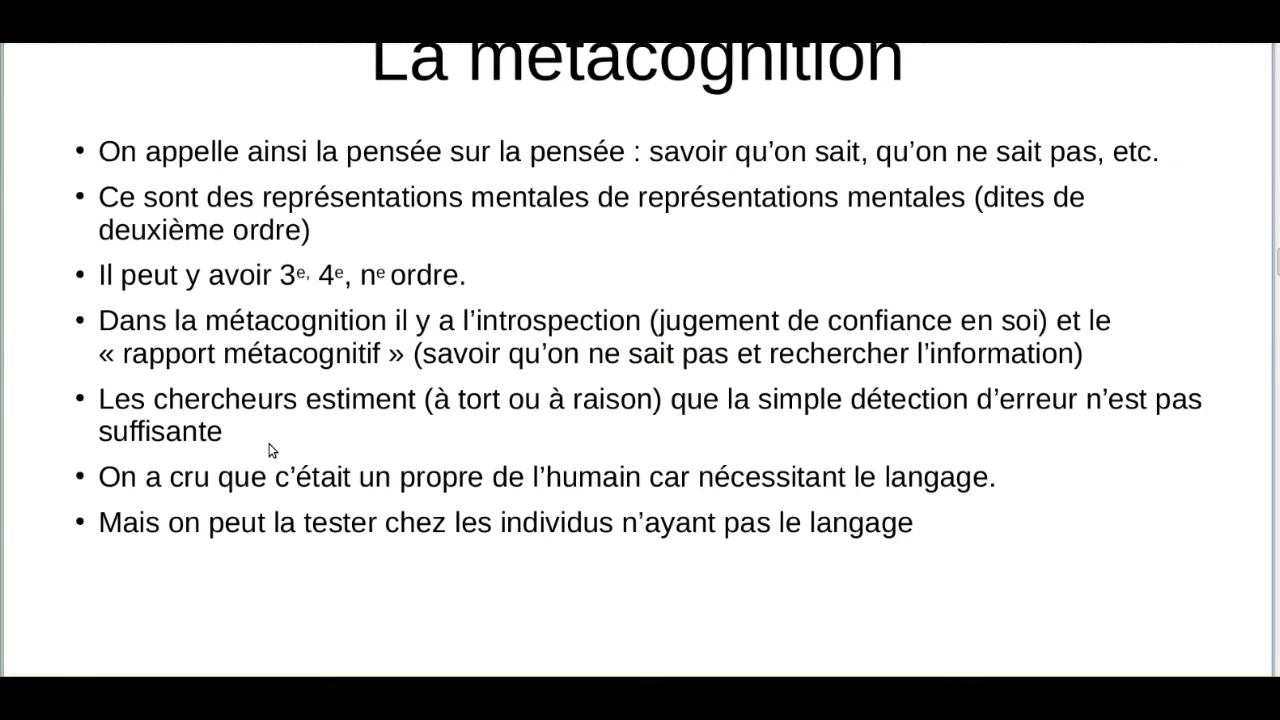 La métacognition
• On appelle ainsi la pensée sur la pensée : savoir qu’on sait, qu’on ne sait pas, etc.
• Ce sont des représentations mentales de représentations mentales (dites de
deuxième ordre)
• Il peut y avoir 3e, 4e, ne ordre.
• Dans la métacognition il y a l’introspection (jugement de confiance en soi) et le
« rapport métacognitif » (savoir qu’on ne sait pas et rechercher l’information)
• Les chercheurs estiment (à tort ou à raison) que la simple détection d’erreur n’est pas
suffisante
• On a cru que c’était un propre de l’humain car nécessitant le langage.
• Mais on peut la tester chez les individus n’ayant pas le langage